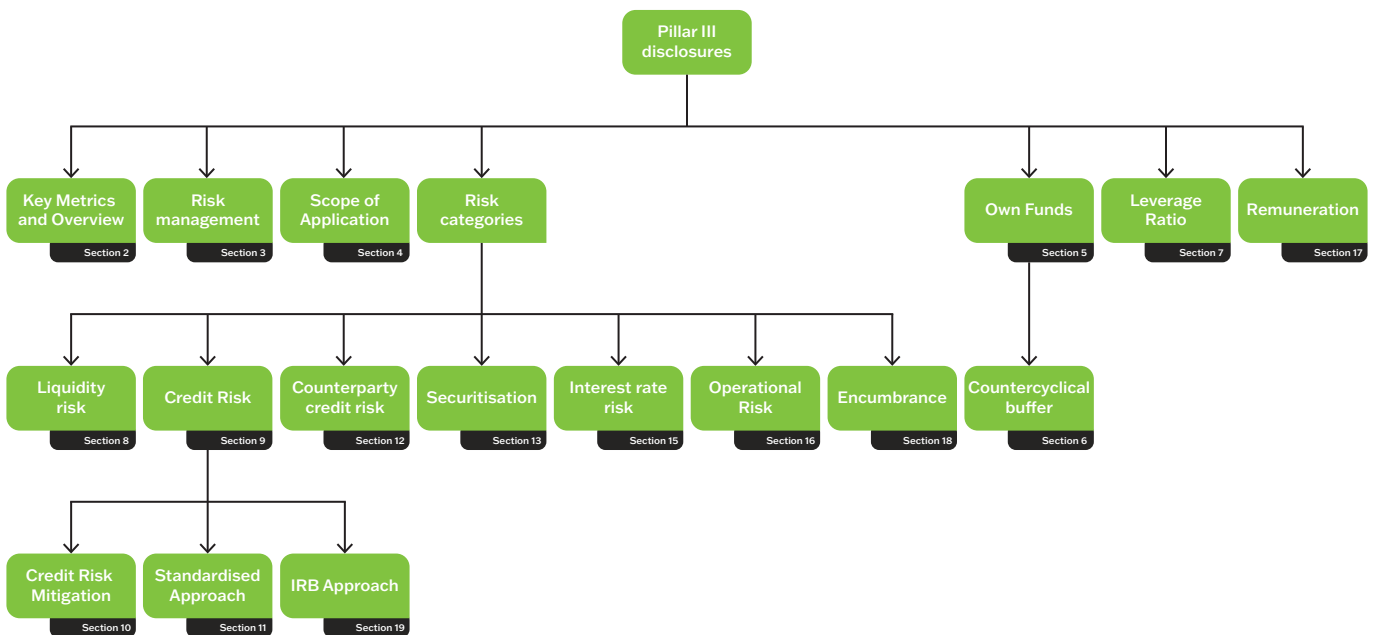 Pillar III
disclosures
Key Metrics
and Overview
Section 2
Risk
management
Section 3
Scope of
Application
Section 4
Risk
categories
Own Funds
Section 5
Leverage
Ratio
Section 7
Remuneration
Section 17
Liquidity
risk
Section 8
Credit Risk
Section 9
Counterparty
credit risk
Section 12
Securitisation
Section 13
Interest rate
risk
Section 15
Operational
Risk
Section 16
Encumbrance
Section 18
Countercyclical
buffer
Section 6
Credit Risk
Mitigation
Section 10
Standardised
Approach
Section 11
IRB Approach
Section 19